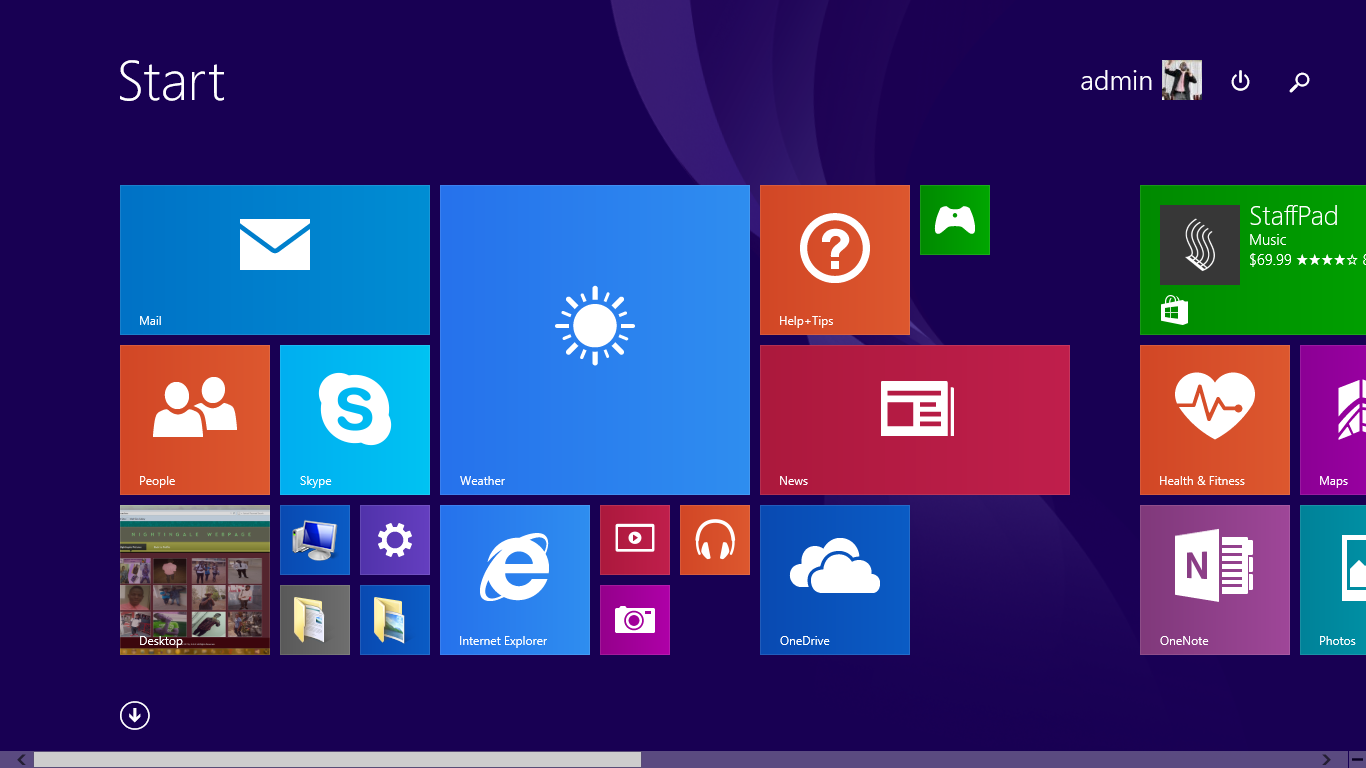 Start
admin
StaffPad
Music
$69.99
Mail
Help+Tips
S
People
Skype
Weather
News
Health & Fitness
Maps
NIGHTINGALE WEBPAGE
N
Desktop
Internet Explorer
OneDrive
OneNote
Photos